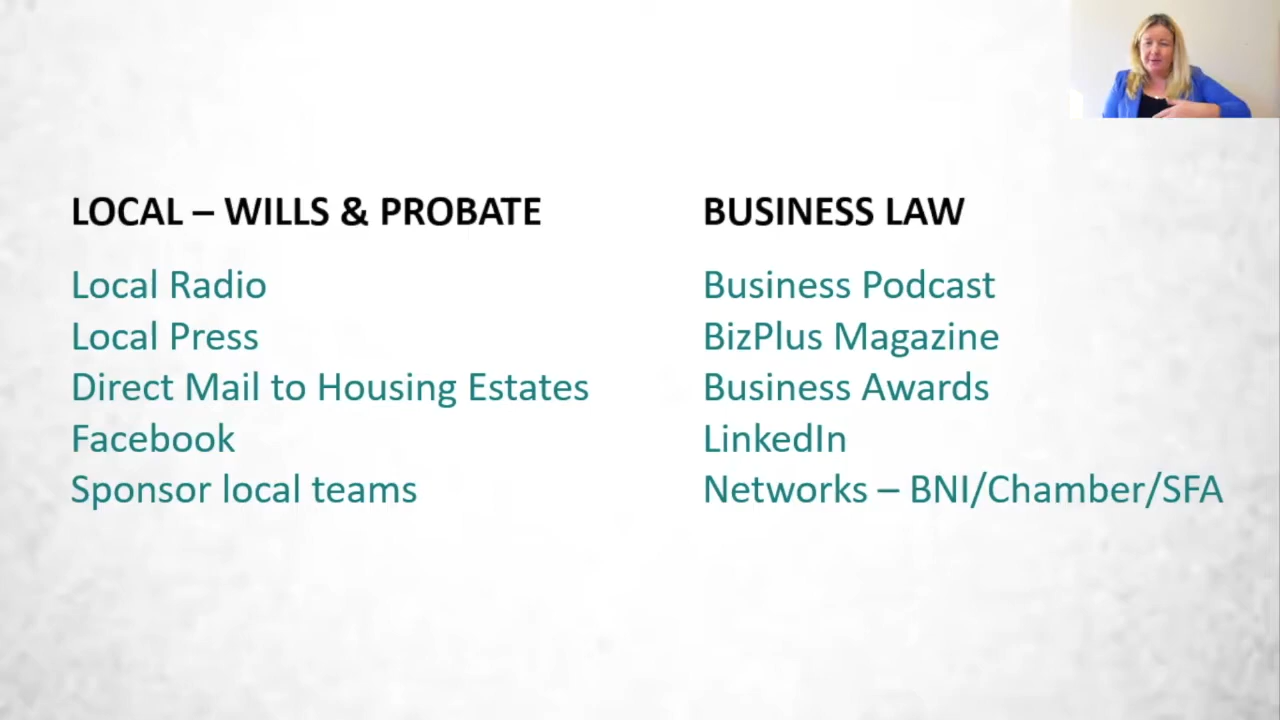 LOCAL – WILLS & PROBATE
Local Radio
Local Press
Direct Mail to Housing Estates
Facebook
Sponsor local teams
BUSINESS LAW
Business Podcast
BizPlus Magazine
Business Awards
LinkedIn
Networks – BNI/Chamber/SFA